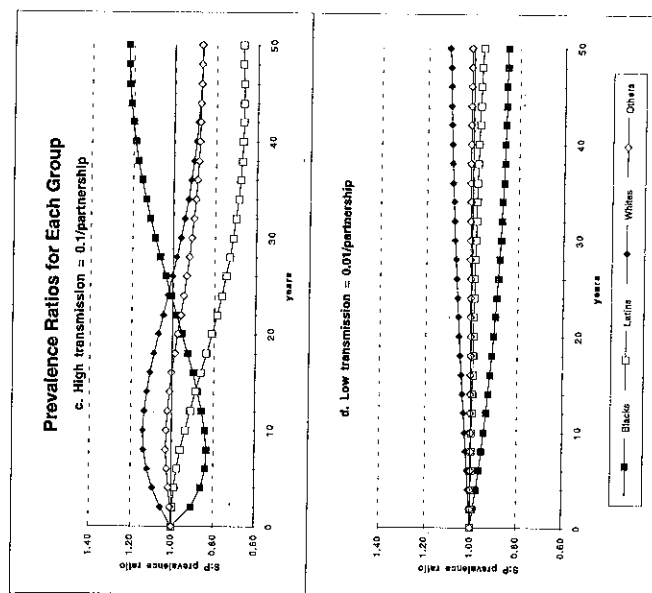 Prevalence Ratios for Each Group
c. High transmission = 0.1/partnership
1.40
1.20
1.00
0.80
0.60
S:P prevalence ratio
0 10 20 30 40 50
years
d. Low transmission = 0.01/partnership
1.40
1.20
1.00
0.80
0.60
S:P prevalence ratio
0 10 20 30 40 50
years
Blacks Latins Whites Others